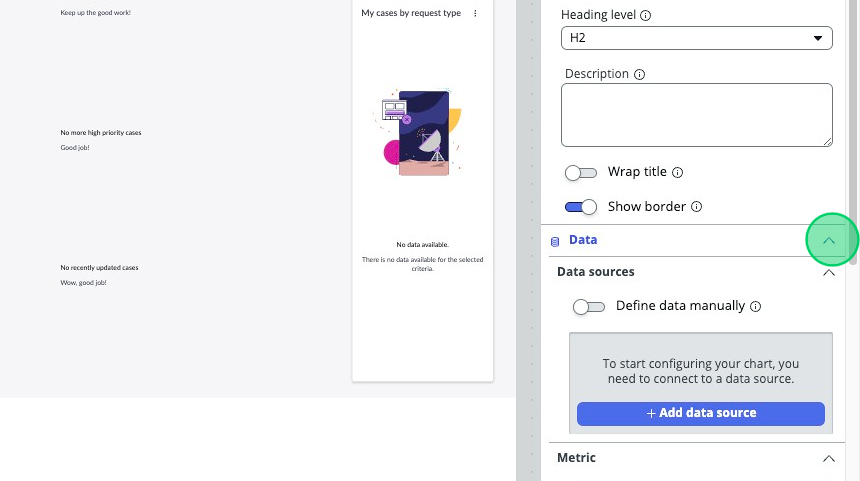 Keep up the good work!
No more high priority cases
Good job!
No recently updated cases
Wow, good job!
My cases by request type
No data available.
There is no data available for the selected
criteria.
Heading level
H2
Description
Wrap title
Show border
Data
Data sources
Define data manually
To start configuring your chart, you
need to connect to a data source.
+ Add data source
Metric